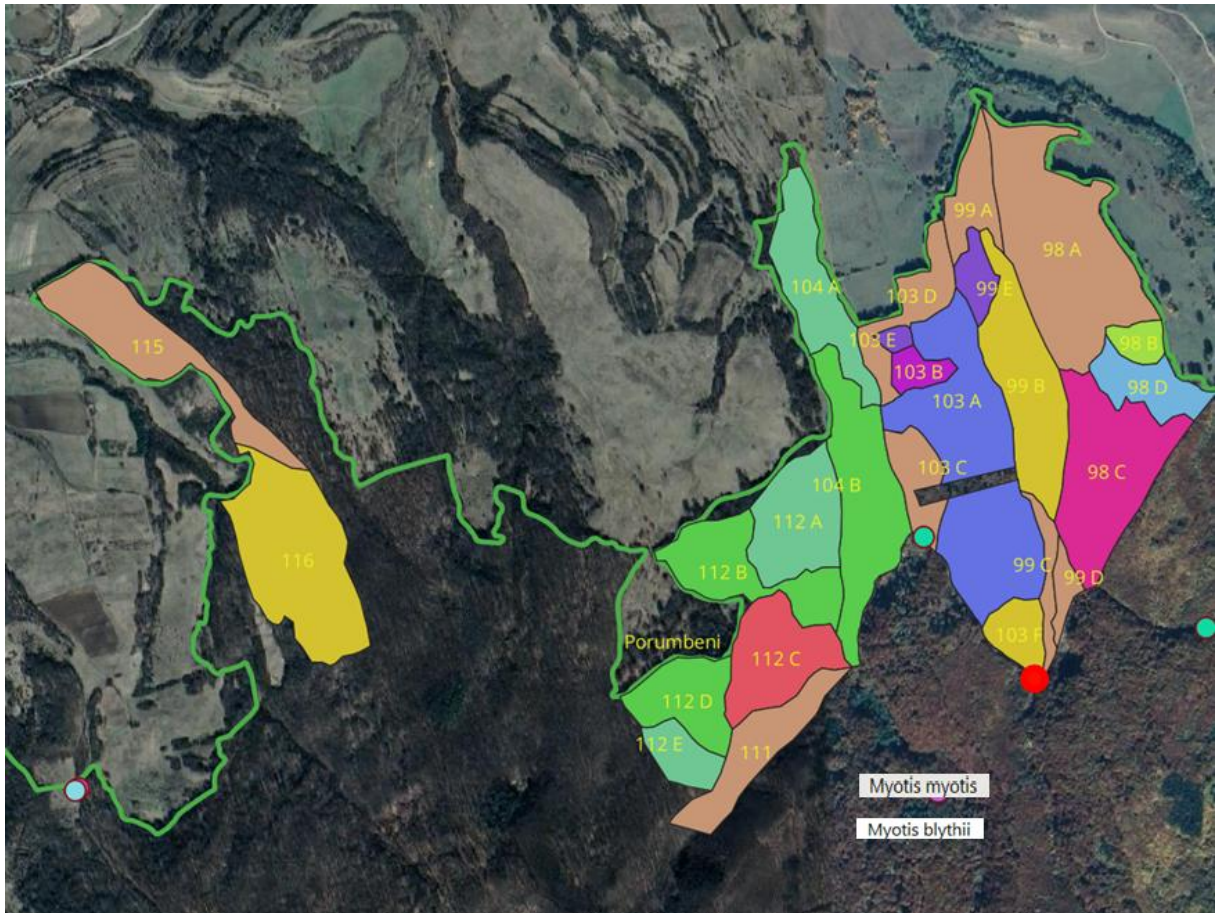 99 A
98 A
104 A
103 D
99 E
115
103 E
98 B
103 B
98 D
99 B
103 A
103 C
98 C
104 B
112 A
116
112 B
99 C
99 D
Porumbeni
103 F
112 C
112 D
112 E
111
Myotis myotis
Myotis blythii